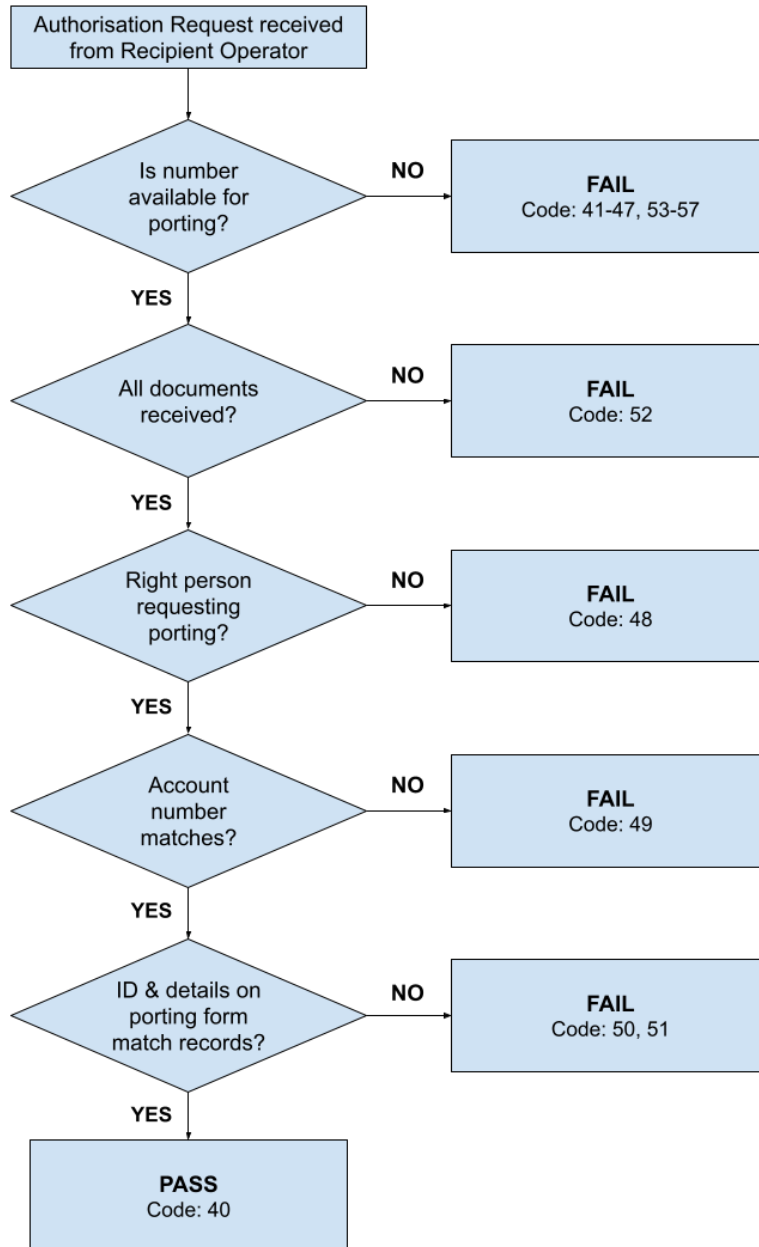 Authorisation Request received
from Recipient Operator
Is number
available for
porting?
NO
FAIL
Code: 41-47, 53-57
YES
All documents
received?
NO
FAIL
Code: 52
YES
Right person
requesting
porting?
NO
FAIL
Code: 48
YES
Account
number
matches?
NO
FAIL
Code: 49
YES
ID & details on
porting form
match records?
NO
FAIL
Code: 50, 51
YES
PASS
Code: 40